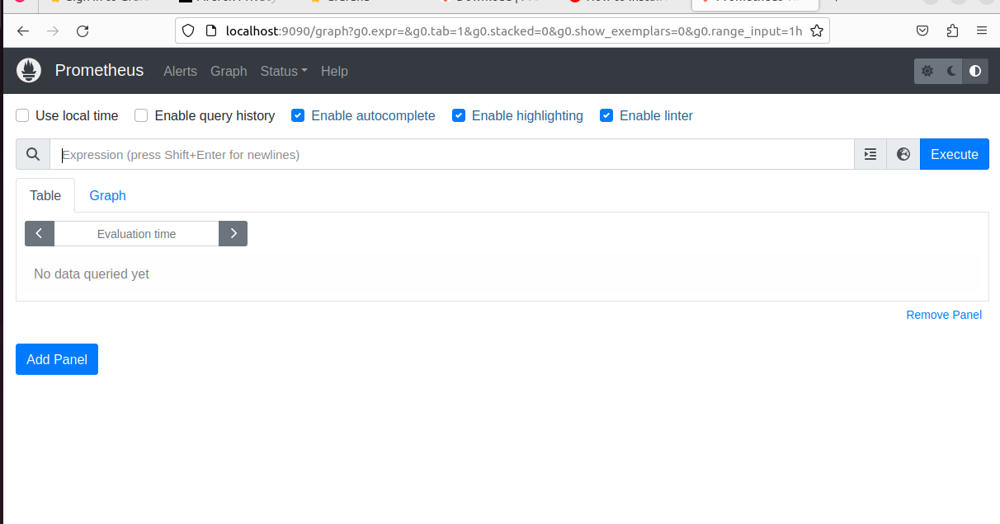 localhost:9090/graph?g0.expr=&g0.tab=1&g0.stacked=0&g0.show_exemplars=0&g0.range_input=1h
Prometheus Alerts Graph Status Help
Use local time Enable query history Enable autocomplete Enable highlighting Enable linter
Expression (press Shift+Enter for newlines) Execute
Table Graph
Evaluation time
No data queried yet
Remove Panel
Add Panel